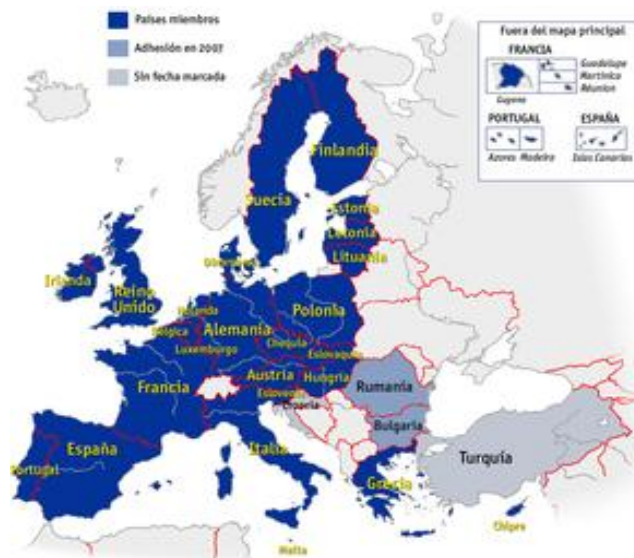 Países miembros
Adhesión en 2007
Sin fecha marcada
Fuera del mapa principal
FRANCIA
Guadalupe
Martinica
Réunion
Guyana
PORTUGAL
ESPAÑA
Azores
Madeira
Islas Canarias
Finlandia
Suecia
Estonia
Letonia
Lituania
Dinamarca
Irlanda
Reino
Unido
Holanda
Polonia
Bélgica
Alemania
Luxemburgo
Chequia
Eslovaquia
Austria
Hungría
Francia
Eslovenia
Croacia
Rumanía
Bulgaria
España
Portugal
Italia
Turquía
Grecia
Malta
Chipre